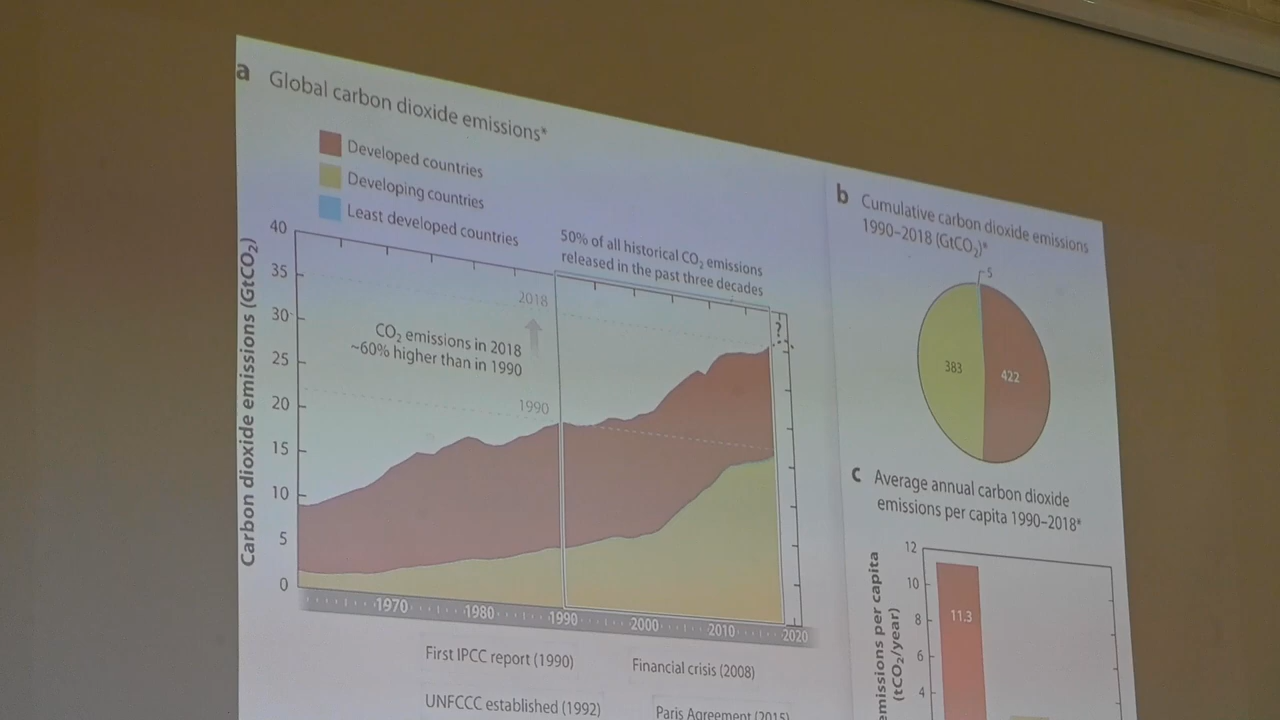 a Global carbon dioxide emissions*
Developed countries
Developing countries
Least developed countries
Carbon dioxide emissions (GtCO₂)
40
35
30
25
20
15
10
5
0
50% of all historical CO₂ emissions
released in the past three decades
2018
CO₂ emissions in 2018
~60% higher than in 1990
1990
?
1970 1980 1990 2000 2010 2020
First IPCC report (1990)
Financial crisis (2008)
UNFCCC established (1992)
Paris Agreement (2015)
b Cumulative carbon dioxide emissions
1990–2018 (GtCO₂)*
5
383
422
c Average annual carbon dioxide
emissions per capita 1990–2018*
emissions per capita
(tCO₂/year)
12
10
8
6
4
11.3